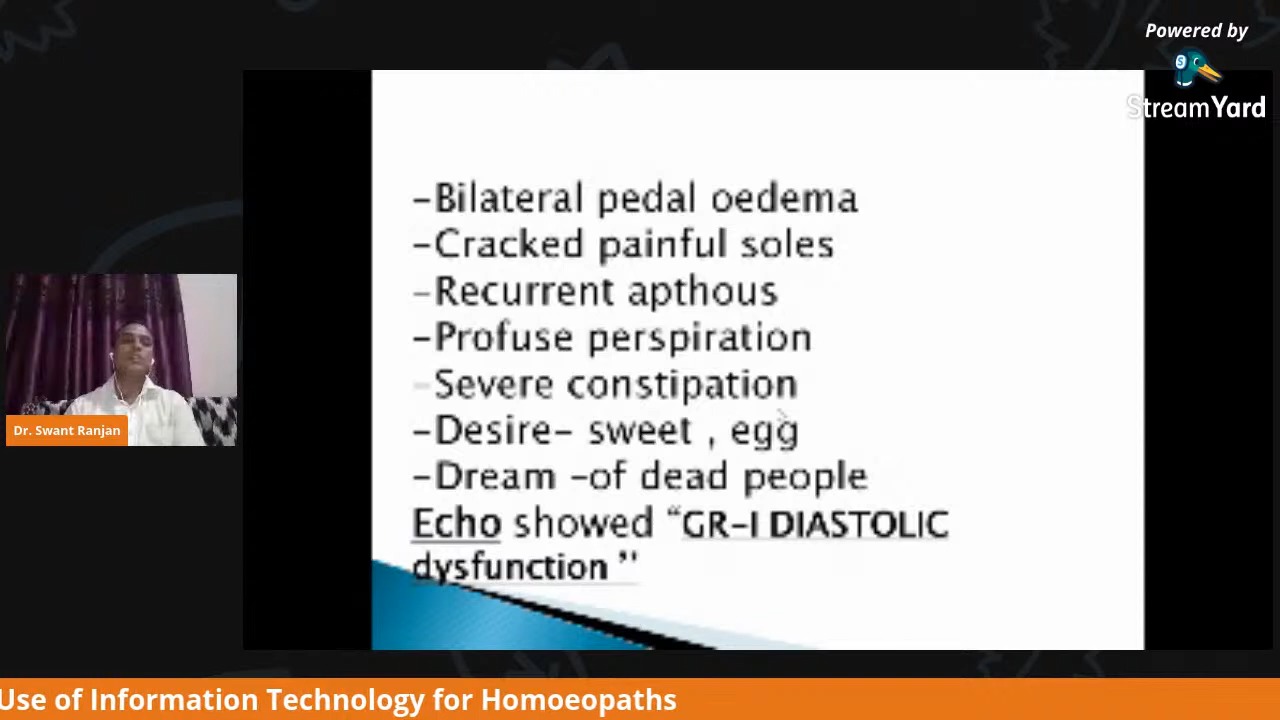 Powered by
StreamYard
-Bilateral pedal oedema
-Cracked painful soles
-Recurrent apthous
-Profuse perspiration
-Severe constipation
-Desire- sweet , egg
-Dream -of dead people
Echo showed “GR-I DIASTOLIC
dysfunction ”
Dr. Swant Ranjan
Use of Information Technology for Homoeopaths